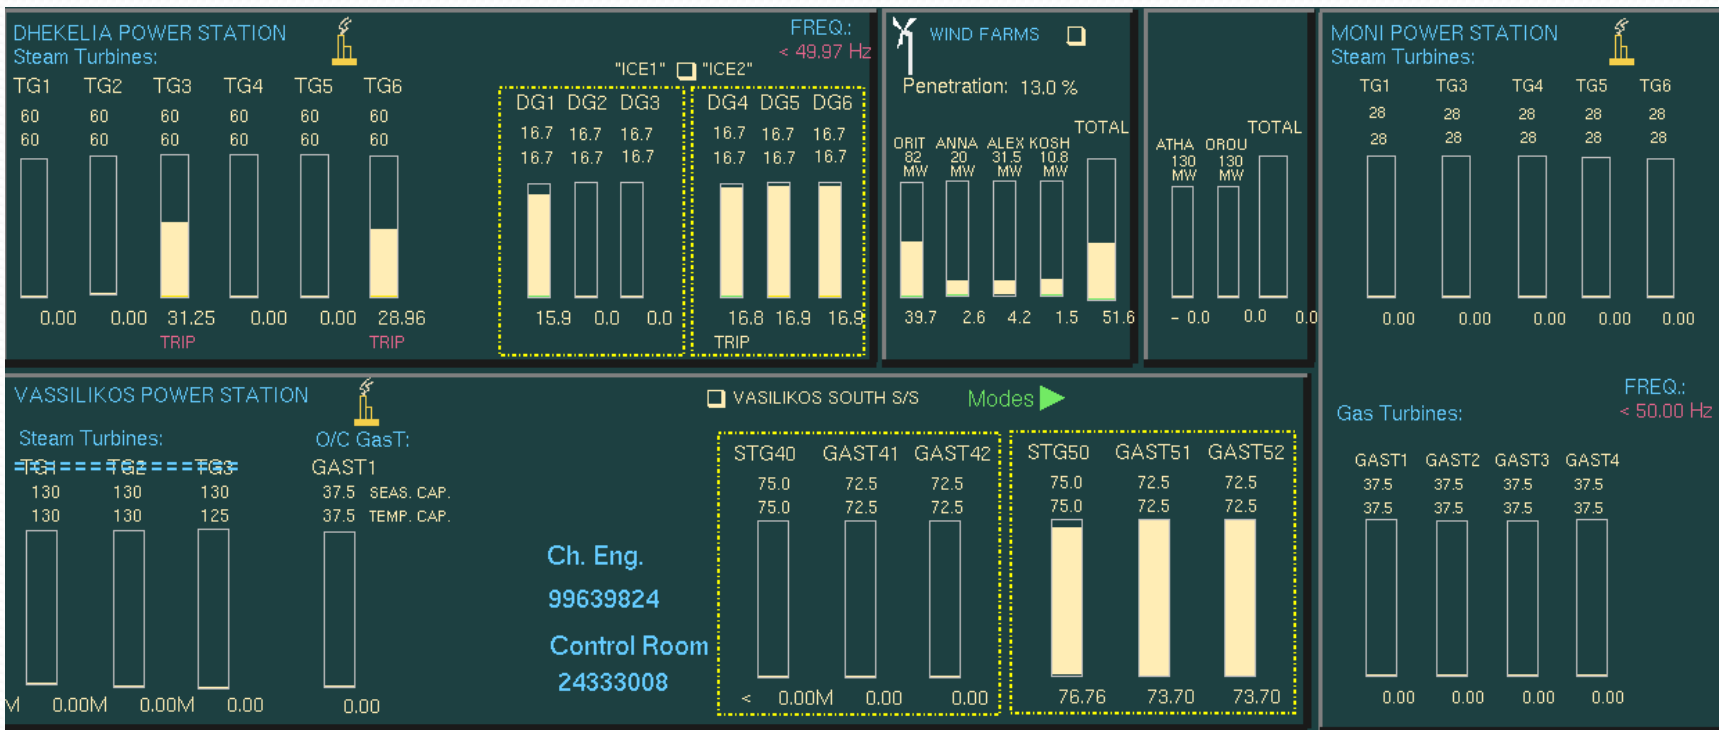 DHEKELIA POWER STATION
Steam Turbines:
FREQ.:
< 49.97 Hz
TG1 TG2 TG3 TG4 TG5 TG6
60 60 60 60 60 60
60 60 60 60 60 60
0.00 0.00 31.25 0.00 0.00 28.96
TRIP TRIP
"ICE1" "ICE2"
DG1 DG2 DG3 DG4 DG5 DG6
16.7 16.7 16.7 16.7 16.7 16.7
16.7 16.7 16.7 16.7 16.7 16.7
15.9 0.0 0.0 16.8 16.9 16.9
TRIP
WIND FARMS
Penetration: 13.0 %
TOTAL
ORIT ANNA ALEX KOSH
82 20 31.5 10.8
MW MW MW MW
39.7 2.6 4.2 1.5 51.6
TOTAL
ATHA OROU
130 130
MW MW
- 0.0 0.0 0.0
MONI POWER STATION
Steam Turbines:
TG1 TG3 TG4 TG5 TG6
28 28 28 28 28
28 28 28 28 28
0.00 0.00 0.00 0.00 0.00
FREQ.:
< 50.00 Hz
Gas Turbines:
GAST1 GAST2 GAST3 GAST4
37.5 37.5 37.5 37.5
37.5 37.5 37.5 37.5
0.00 0.00 0.00 0.00
VASSILIKOS POWER STATION
Steam Turbines:
O/C GasT:
TG1 TG2 TG3 GAST1
130 130 130 37.5 SEAS. CAP.
130 130 125 37.5 TEMP. CAP.
M 0.00M 0.00M 0.00 0.00
Ch. Eng.
99639824
Control Room
24333008
VASILIKOS SOUTH S/S
Modes
STG40 GAST41 GAST42 STG50 GAST51 GAST52
75.0 72.5 72.5 75.0 72.5 72.5
75.0 72.5 72.5 75.0 72.5 72.5
< 0.00M 0.00 0.00 76.76 73.70 73.70